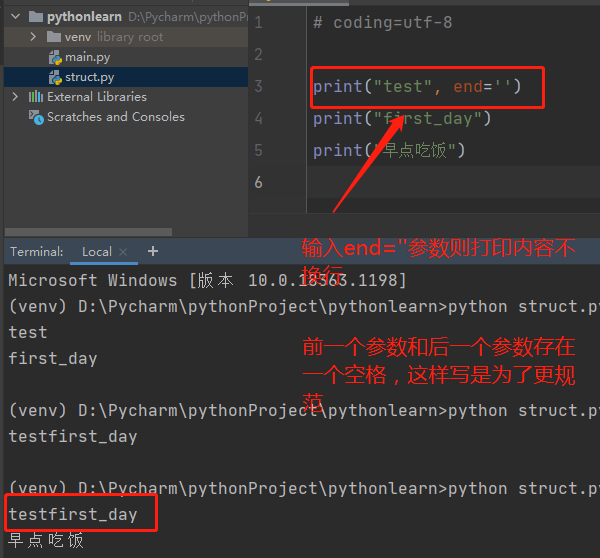 pythonlearn D:\Pycharm\pythonPr
venv library root
main.py
struct.py
External Libraries
Scratches and Consoles
1 # coding=utf-8
2
3 print("test", end='')
4 print("first_day")
5 print("早点吃饭")
6
输入end=''参数则打印内容不
换行
前一个参数和后一个参数存在
一个空格，这样写是为了更规
范
Terminal: Local × +
Microsoft Windows [版本 10.0.18363.1198]
(venv) D:\Pycharm\pythonProject\pythonlearn>python struct.py
test
first_day
(venv) D:\Pycharm\pythonProject\pythonlearn>python struct.py
testfirst_day
(venv) D:\Pycharm\pythonProject\pythonlearn>python struct.py
testfirst_day
早点吃饭